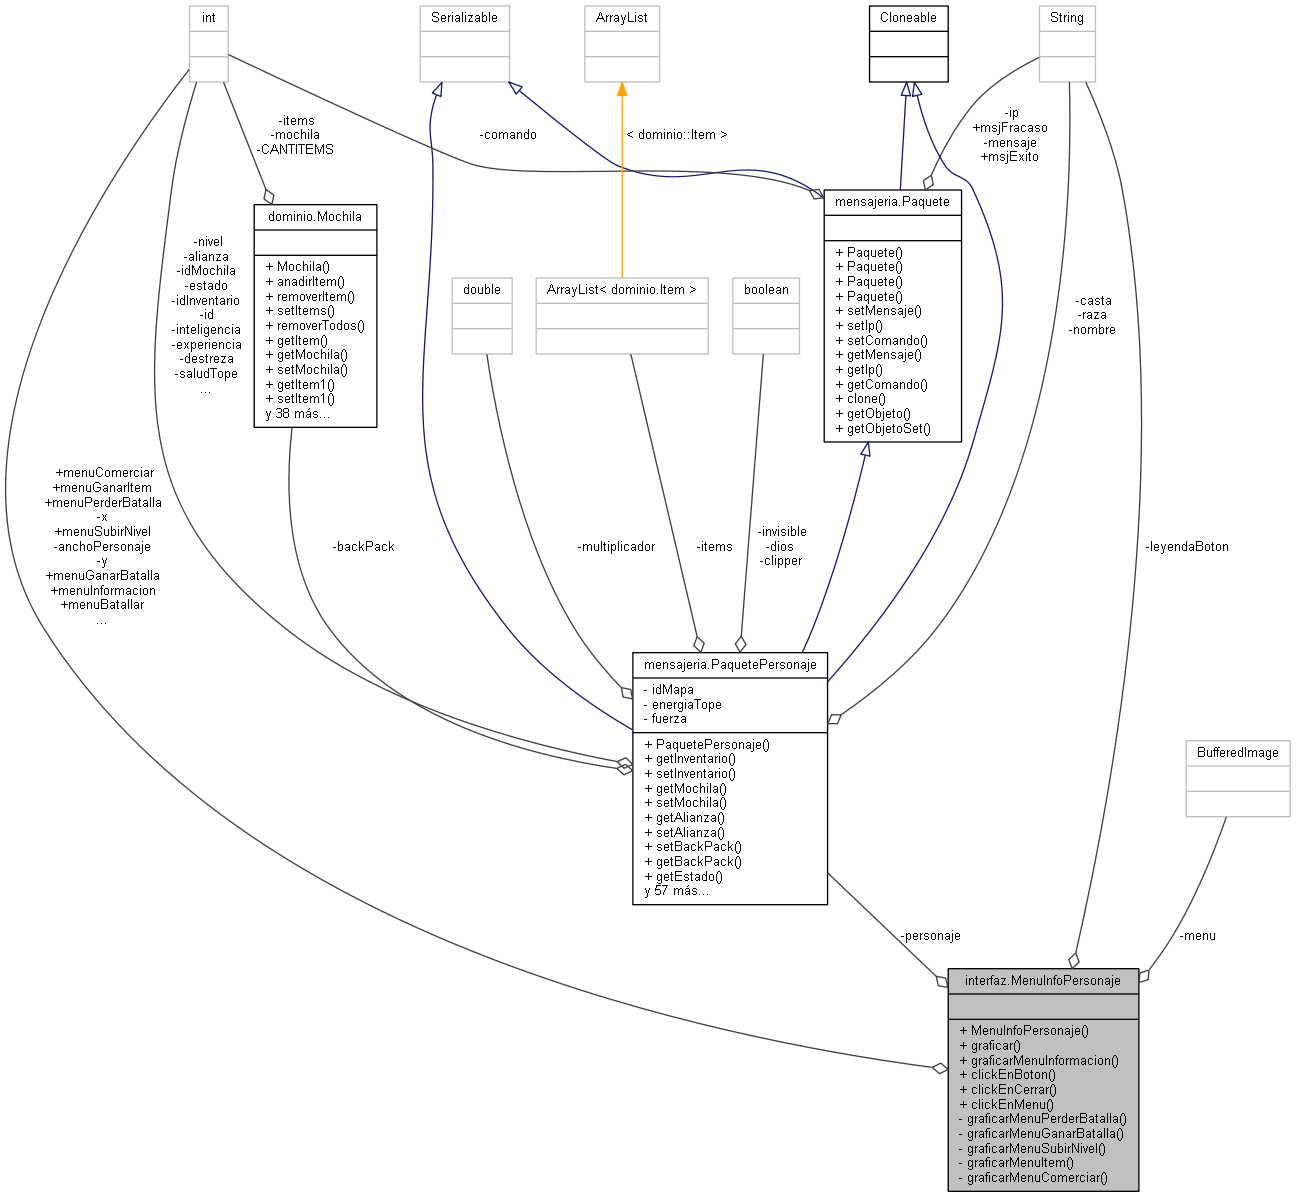 int
Serializable
ArrayList
Cloneable
String
-items
-mochila
-CANTITEMS
-comando
< dominio::Item >
-ip
+msjFracaso
-mensaje
+msjExito
dominio.Mochila
+ Mochila()
+ anadirItem()
+ removerItem()
+ setItems()
+ removerTodos()
+ getItem()
+ getMochila()
+ setMochila()
+ getItem1()
+ setItem1()
y 38 más...
mensajeria.Paquete
+ Paquete()
+ Paquete()
+ Paquete()
+ Paquete()
+ setMensaje()
+ setIp()
+ setComando()
+ getMensaje()
+ getIp()
+ getComando()
+ clone()
+ getObjeto()
+ getObjetoSet()
-nivel
-alianza
-idMochila
-estado
-idInventario
-id
-inteligencia
-experiencia
-destreza
-saludTope
...
double
ArrayList< dominio.Item >
boolean
-casta
-raza
-nombre
+menuComerciar
+menuGanarItem
+menuPerderBatalla
-x
+menuSubirNivel
-anchoPersonaje
-y
+menuGanarBatalla
+menuInformacion
+menuBatallar
...
-backPack
-multiplicador
-items
-invisible
-dios
-clipper
-leyendaBoton
mensajeria.PaquetePersonaje
- idMapa
- energiaTope
- fuerza
+ PaquetePersonaje()
+ getInventario()
+ setInventario()
+ getMochila()
+ setMochila()
+ getAlianza()
+ setAlianza()
+ setBackPack()
+ getBackPack()
+ getEstado()
y 57 más...
BufferedImage
-personaje
-menu
interfaz.MenuInfoPersonaje
+ MenuInfoPersonaje()
+ graficar()
+ graficarMenuInformacion()
+ clickEnBoton()
+ clickEnCerrar()
+ clickEnMenu()
- graficarMenuPerderBatalla()
- graficarMenuGanarBatalla()
- graficarMenuSubirNivel()
- graficarMenuItem()
- graficarMenuComerciar()